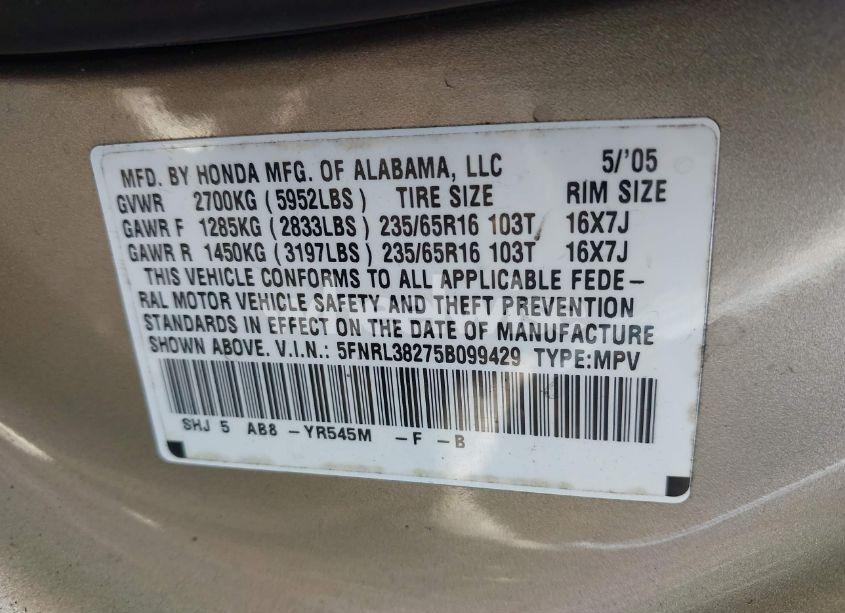 MFD. BY HONDA MFG. OF ALABAMA, LLC 5/'05
GVWR 2700KG (5952LBS) TIRE SIZE RIM SIZE
GAWR F 1285KG (2833LBS) 235/65R16 103T 16X7J
GAWR R 1450KG (3197LBS) 235/65R16 103T 16X7J
THIS VEHICLE CONFORMS TO ALL APPLICABLE FEDE-
RAL MOTOR VEHICLE SAFETY AND THEFT PREVENTION
STANDARDS IN EFFECT ON THE DATE OF MANUFACTURE
SHOWN ABOVE. V.I.N.: 5FNRL38275B099429 TYPE:MPV
SHJ 5 AB8 -YR545M -F -B